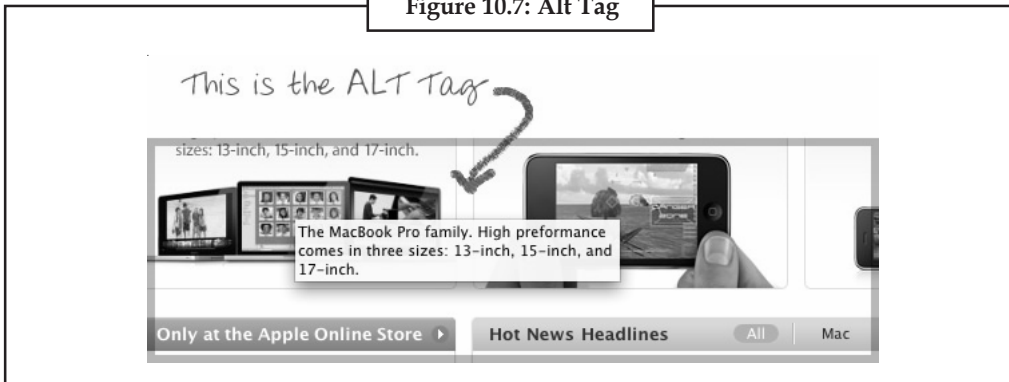 Figure 10.7: Alt Tag
This is the ALT Tag
sizes: 13-inch, 15-inch, and 17-inch.
The MacBook Pro family. High preformance
comes in three sizes: 13-inch, 15-inch, and
17-inch.
Only at the Apple Online Store
Hot News Headlines
All
Mac